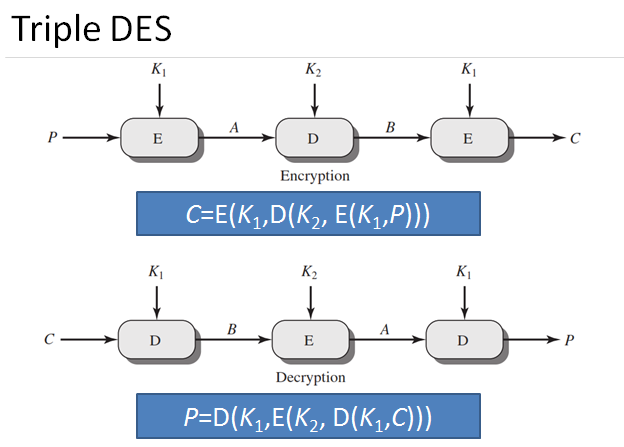 Triple DES
K₁ K₂ K₁
P E A D B E C
Encryption
C=E(K₁,D(K₂, E(K₁,P)))
K₁ K₂ K₁
C D B E A D P
Decryption
P=D(K₁,E(K₂, D(K₁,C)))